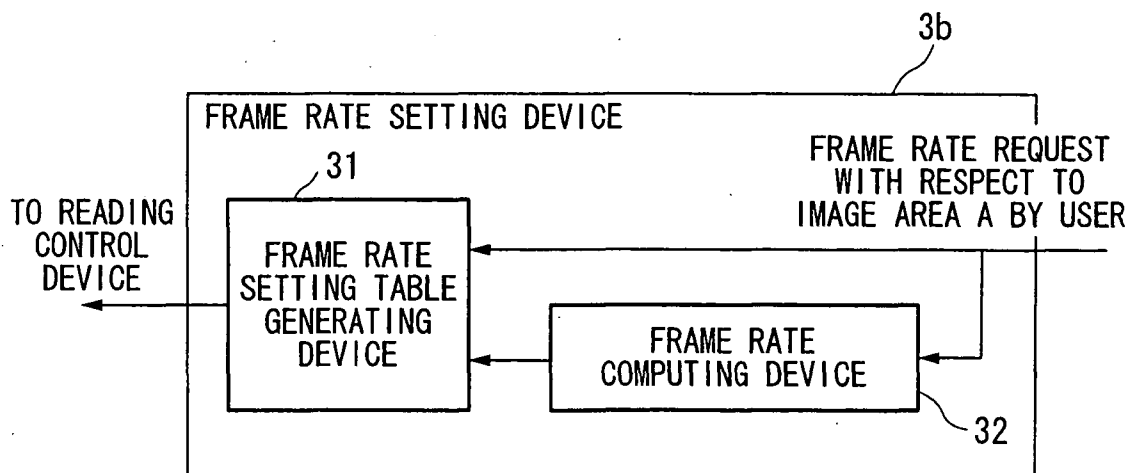 3b
FRAME RATE SETTING DEVICE
FRAME RATE REQUEST
WITH RESPECT TO
IMAGE AREA A BY USER
31
TO READING
CONTROL
DEVICE
FRAME RATE
SETTING TABLE
GENERATING
DEVICE
FRAME RATE
COMPUTING DEVICE
32